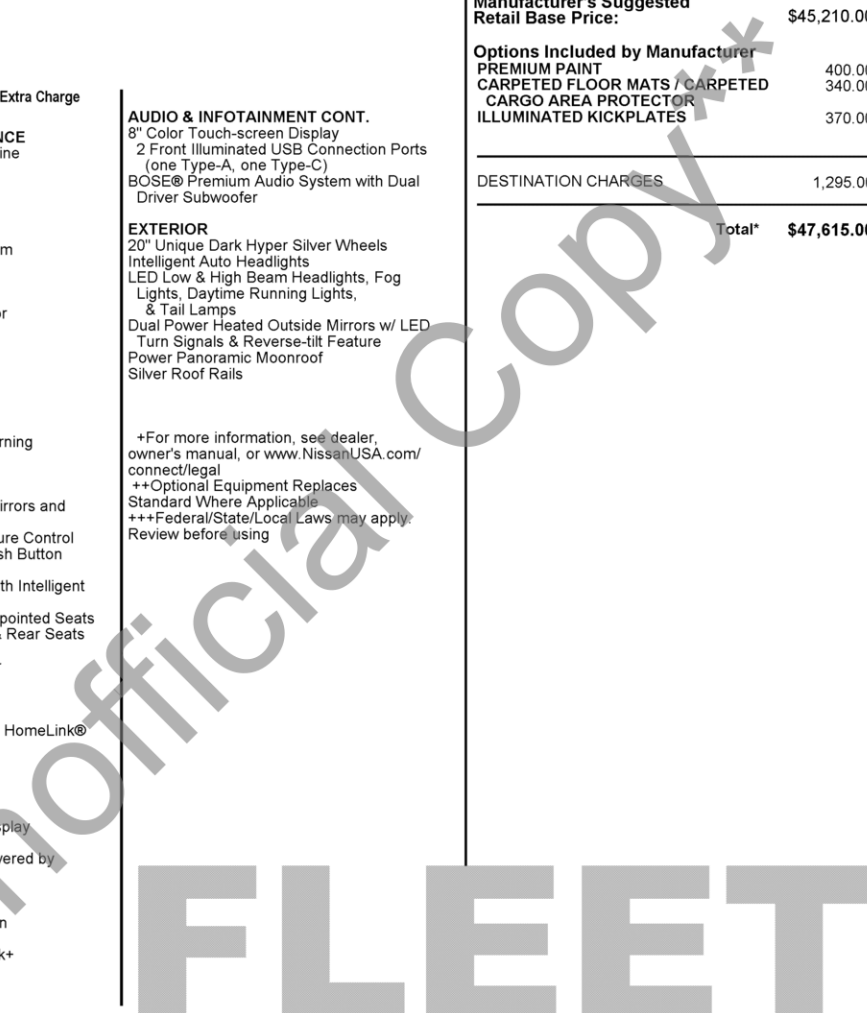 Extra Charge
NCE
ine
m
or
rning
irrors and
ure Control
sh Button
th Intelligent
pointed Seats
& Rear Seats
HomeLink®
splay
vered by
n
k+
AUDIO & INFOTAINMENT CONT.
8" Color Touch-screen Display
2 Front Illuminated USB Connection Ports
(one Type-A, one Type-C)
BOSE® Premium Audio System with Dual
Driver Subwoofer
EXTERIOR
20" Unique Dark Hyper Silver Wheels
Intelligent Auto Headlights
LED Low & High Beam Headlights, Fog
Lights, Daytime Running Lights,
& Tail Lamps
Dual Power Heated Outside Mirrors w/ LED
Turn Signals & Reverse-tilt Feature
Power Panoramic Moonroof
Silver Roof Rails
+For more information, see dealer,
owner's manual, or www.NissanUSA.com/
connect/legal
++Optional Equipment Replaces
Standard Where Applicable
+++Federal/State/Local Laws may apply.
Review before using
Manufacturer's Suggested
Retail Base Price: $45,210.00
Options Included by Manufacturer
PREMIUM PAINT 400.00
CARPETED FLOOR MATS / CARPETED 340.00
CARGO AREA PROTECTOR
ILLUMINATED KICKPLATES 370.00
DESTINATION CHARGES 1,295.00
Total* $47,615.00
nofficial Copy**
FLEET